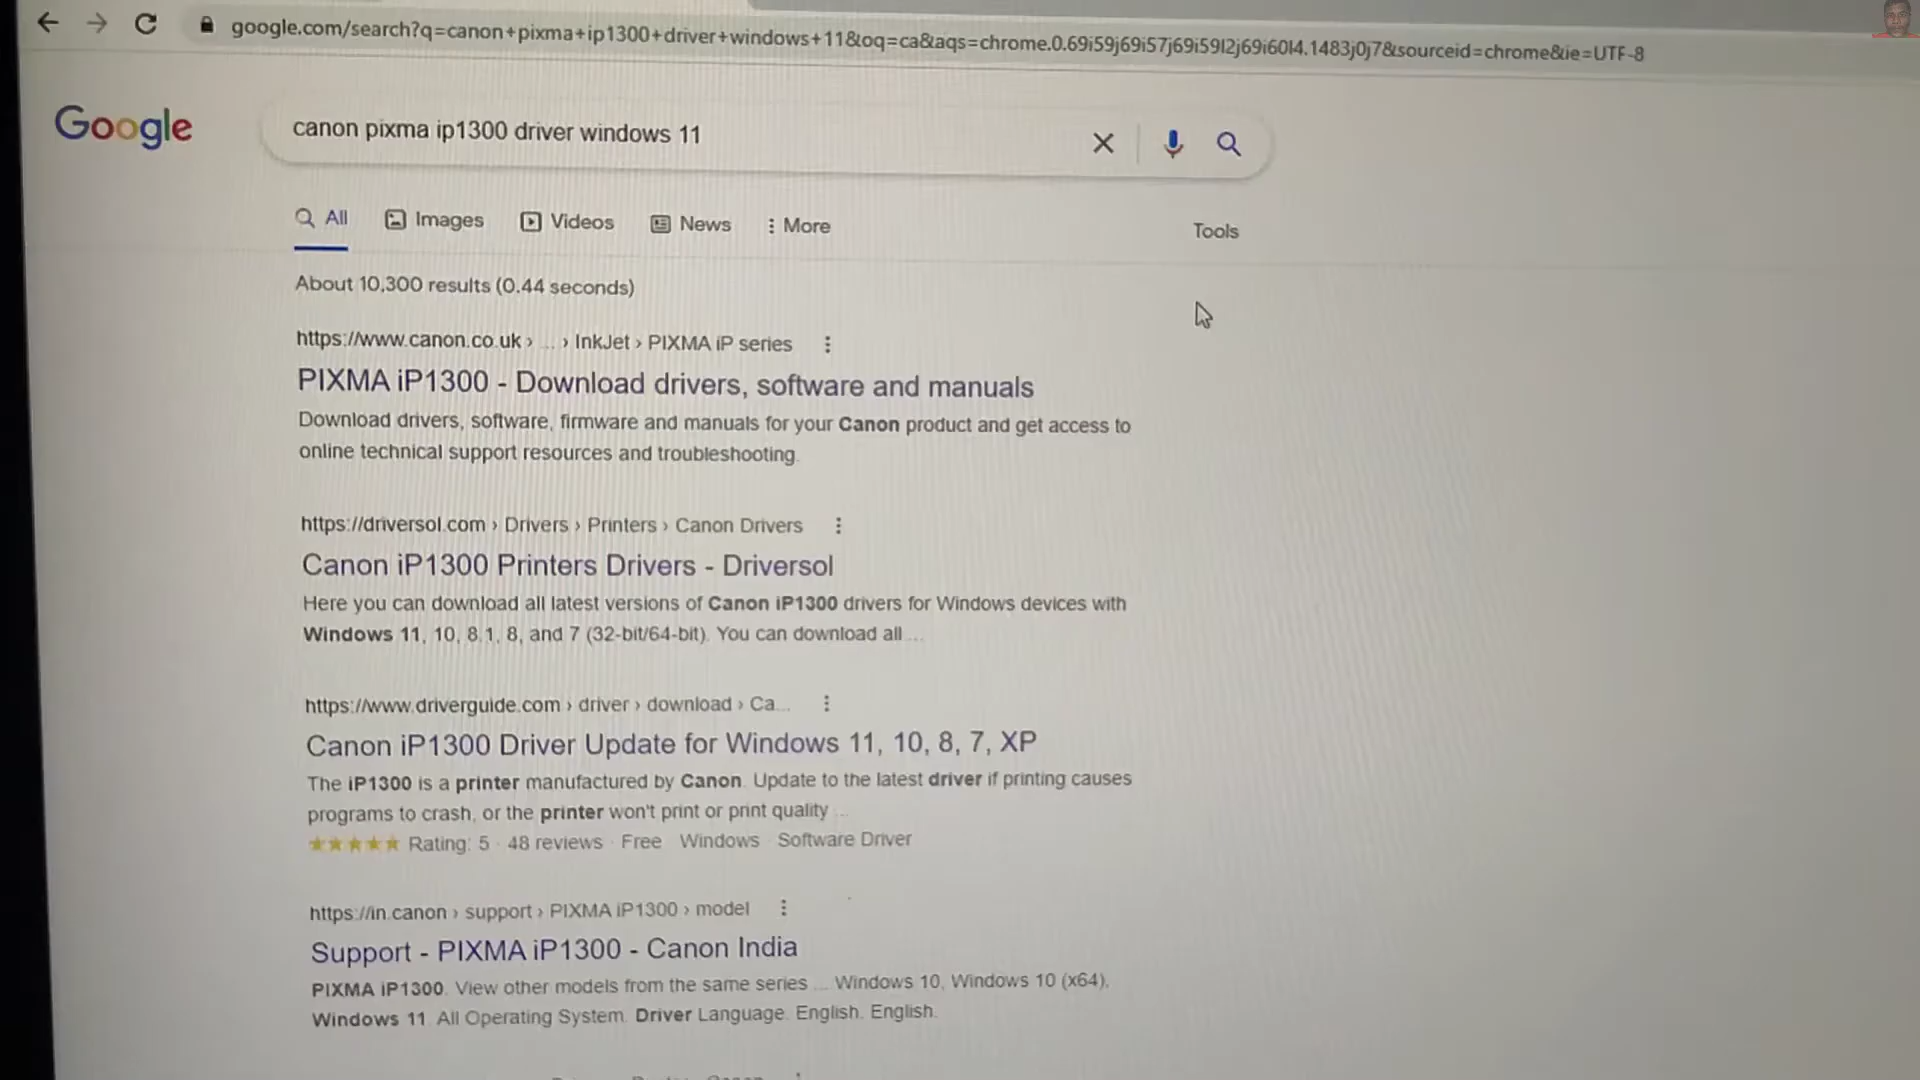 google.com/search?q=canon+pixma+ip1300+driver+windows+11&oq=ca&aqs=chrome.0.69i59j69i57j69i59l2j69i60l4.1483j0j7&sourceid=chrome&ie=UTF-8
Google
canon pixma ip1300 driver windows 11
All Images Videos News More Tools
About 10,300 results (0.44 seconds)
https://www.canon.co.uk › ... › InkJet › PIXMA iP series
PIXMA iP1300 - Download drivers, software and manuals
Download drivers, software, firmware and manuals for your Canon product and get access to
online technical support resources and troubleshooting.
https://driversol.com › Drivers › Printers › Canon Drivers
Canon iP1300 Printers Drivers - Driversol
Here you can download all latest versions of Canon iP1300 drivers for Windows devices with
Windows 11, 10, 8.1, 8, and 7 (32-bit/64-bit). You can download all ...
https://www.driverguide.com › driver › download › Ca...
Canon iP1300 Driver Update for Windows 11, 10, 8, 7, XP
The iP1300 is a printer manufactured by Canon. Update to the latest driver if printing causes
programs to crash, or the printer won't print or print quality ...
Rating: 5 · 48 reviews · Free · Windows · Software Driver
https://in.canon › support › PIXMA iP1300 › model
Support - PIXMA iP1300 - Canon India
PIXMA iP1300. View other models from the same series ... Windows 10, Windows 10 (x64),
Windows 11. All Operating System. Driver Language. English. English.